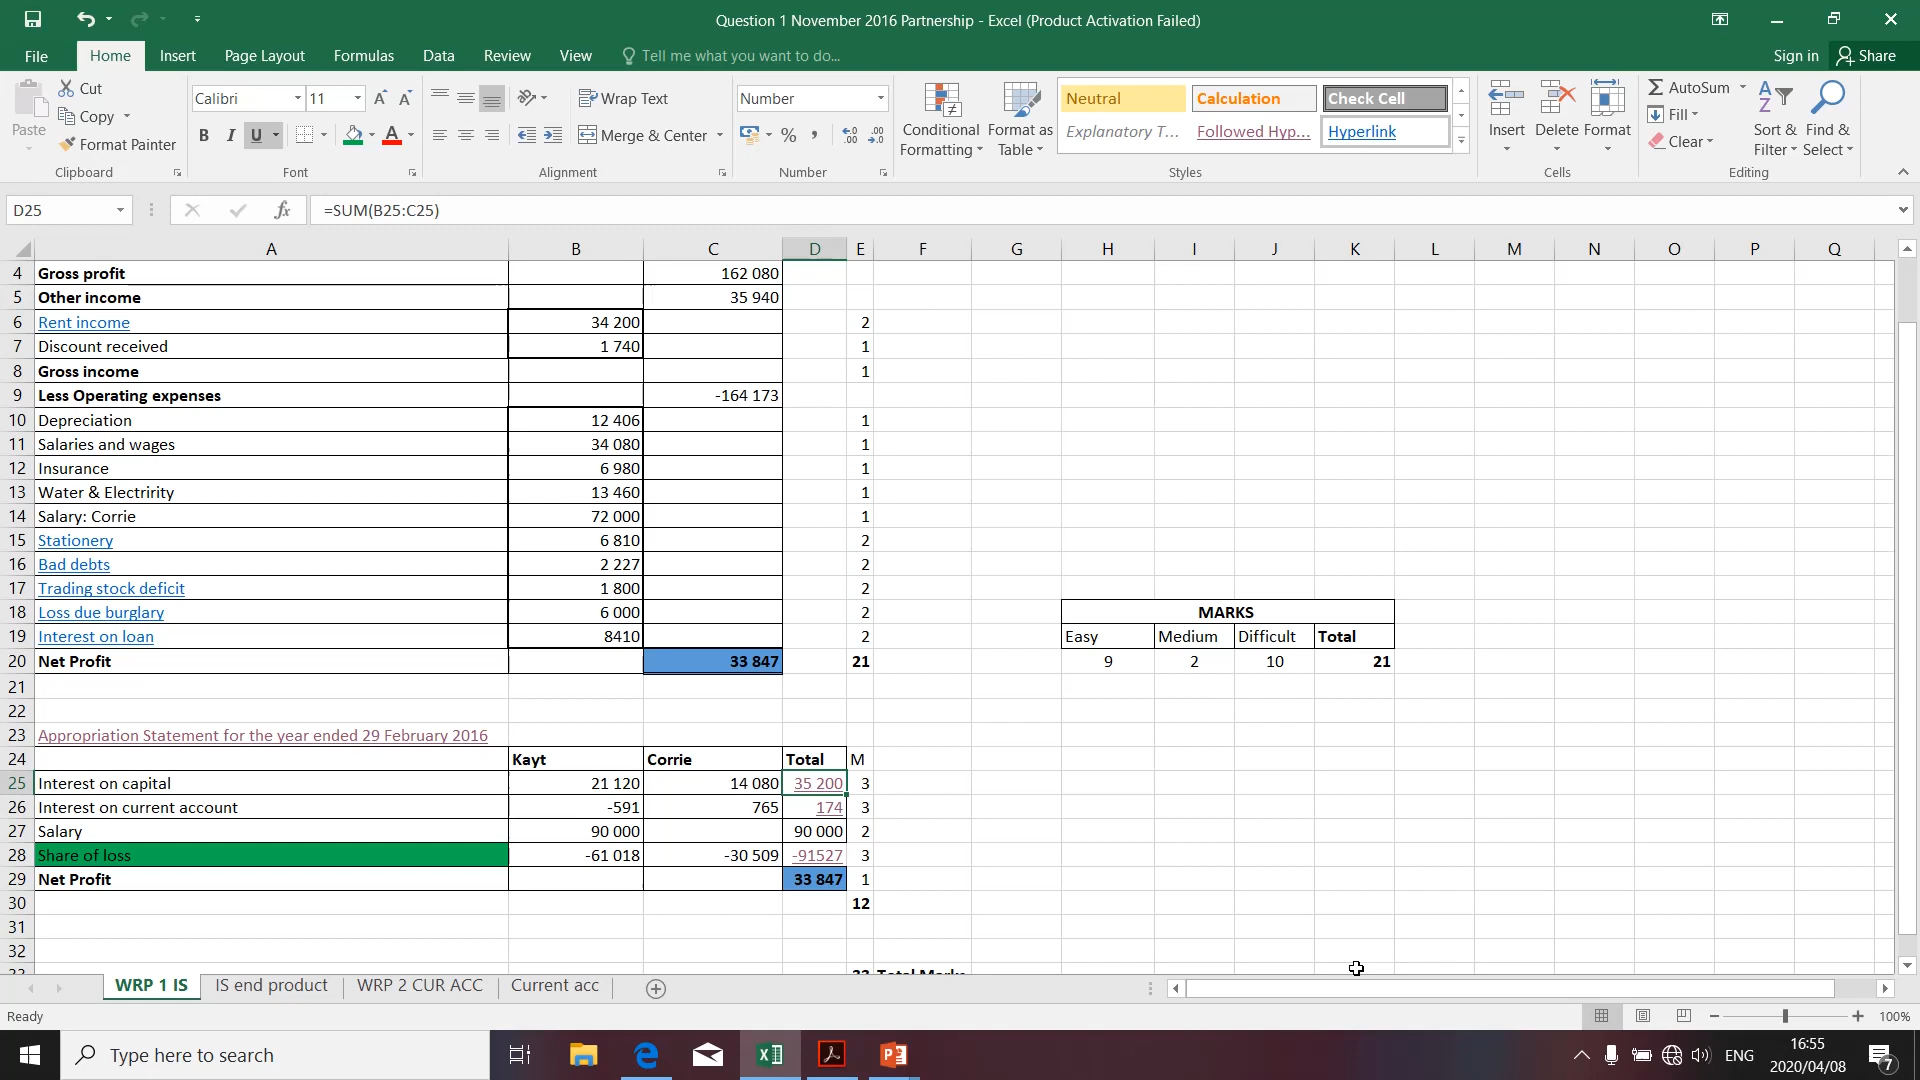 Question 1 November 2016 Partnership - Excel (Product Activation Failed)
File Home Insert Page Layout Formulas Data Review View Tell me what you want to do... Sign in Share
Paste Cut Copy Format Painter Clipboard
Calibri 11 B I U A Font
Wrap Text Merge & Center Alignment
Number % Number
Conditional Formatting Format as Table
Neutral Calculation Check Cell
Explanatory T... Followed Hyp... Hyperlink
Styles
Insert Delete Format Cells
AutoSum Fill Clear Sort & Filter Find & Select Editing
D25 fx =SUM(B25:C25)
A B C D E F G H I J K L M N O P Q
4 Gross profit 162 080
5 Other income 35 940
6 Rent income 34 200 2
7 Discount received 1 740 1
8 Gross income 1
9 Less Operating expenses -164 173
10 Depreciation 12 406 1
11 Salaries and wages 34 080 1
12 Insurance 6 980 1
13 Water & Electririty 13 460 1
14 Salary: Corrie 72 000 1
15 Stationery 6 810 2
16 Bad debts 2 227 2
17 Trading stock deficit 1 800 2
18 Loss due burglary 6 000 2 MARKS
19 Interest on loan 8410 2 Easy Medium Difficult Total
20 Net Profit 33 847 21 9 2 10 21
21
22
23 Appropriation Statement for the year ended 29 February 2016
24 Kayt Corrie Total M
25 Interest on capital 21 120 14 080 35 200 3
26 Interest on current account -591 765 174 3
27 Salary 90 000 90 000 2
28 Share of loss -61 018 -30 509 -91527 3
29 Net Profit 33 847 1
30 12
31
32
33 33 Total Marks
WRP 1 IS IS end product WRP 2 CUR ACC Current acc
Ready 100%
Type here to search ENG 16:55
2020/04/08 7